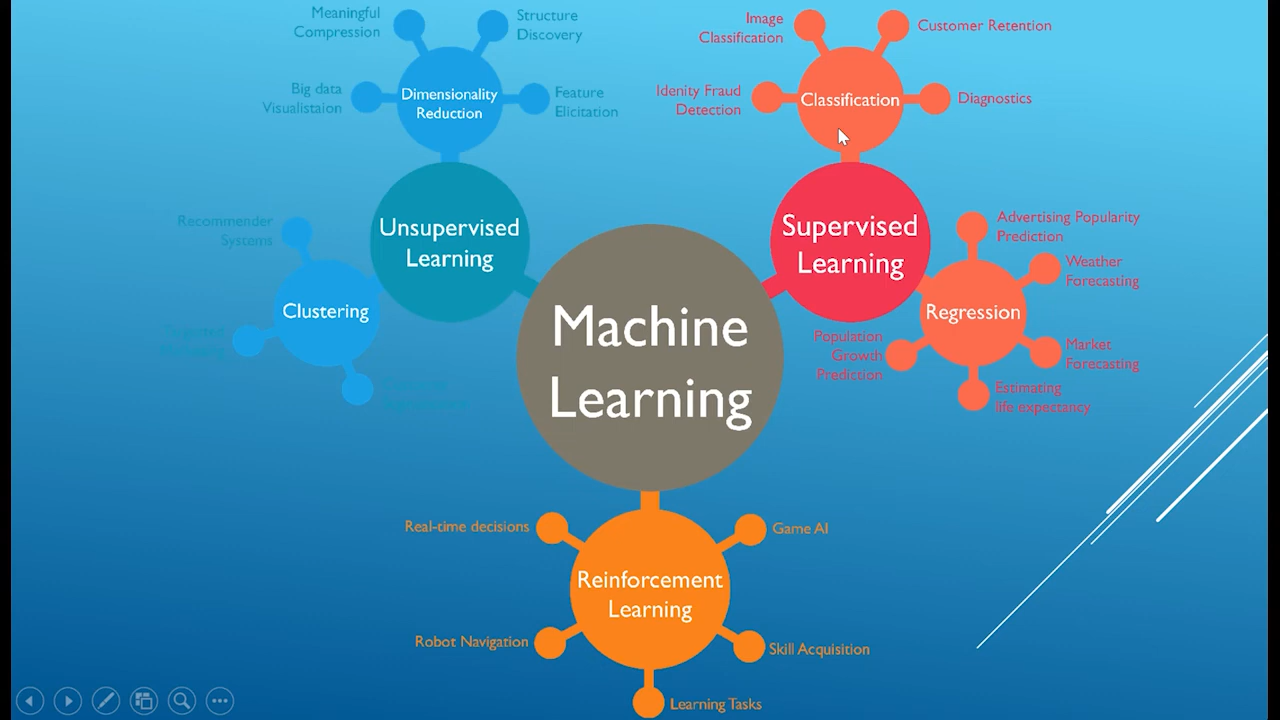 Meaningful
Compression
Structure
Discovery
Big data
Visualistaion
Dimensionality
Reduction
Feature
Elicitation
Image
Classification
Customer Retention
Idenity Fraud
Detection
Classification
Diagnostics
Unsupervised
Learning
Supervised
Learning
Recommender
Systems
Clustering
Machine
Learning
Advertising Popularity
Prediction
Weather
Forecasting
Regression
Population
Growth
Prediction
Market
Forecasting
Estimating
life expectancy
Real-time decisions
Game AI
Reinforcement
Learning
Robot Navigation
Skill Acquisition
Learning Tasks